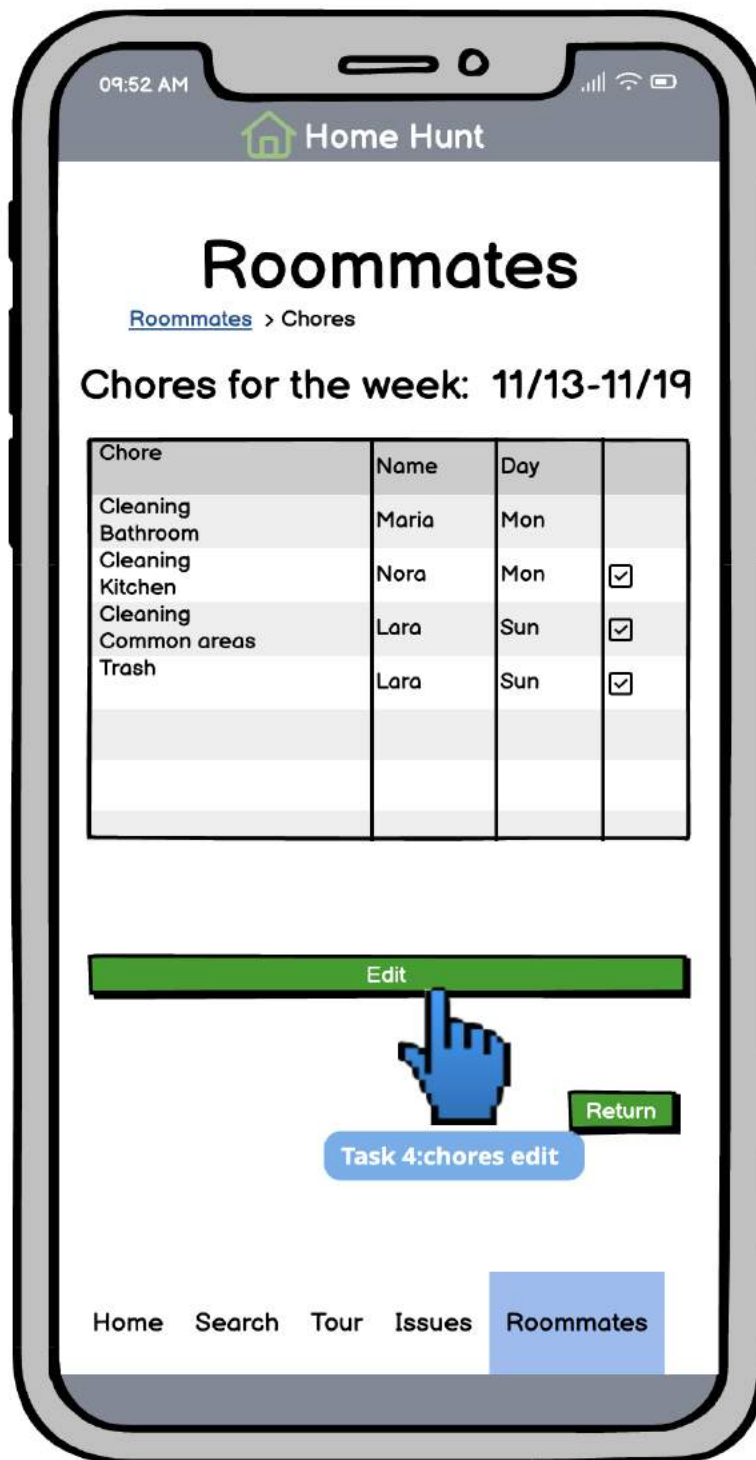 09:52 AM
Home Hunt
Roommates
Roommates > Chores
Chores for the week: 11/13-11/19
Chore Name Day
Cleaning
Bathroom Maria Mon
Cleaning
Kitchen Nora Mon
Cleaning
Common areas Lara Sun
Trash Lara Sun
Edit
Return
Task 4:chores edit
Home Search Tour Issues Roommates